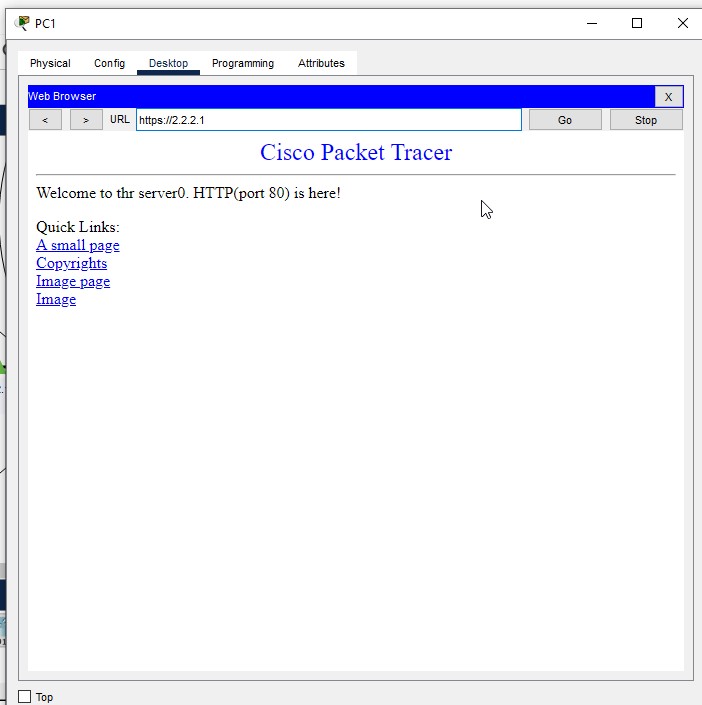 PC1
Physical Config Desktop Programming Attributes
Web Browser X
< > URL https://2.2.2.1 Go Stop
Cisco Packet Tracer
Welcome to thr server0. HTTP(port 80) is here!
Quick Links:
A small page
Copyrights
Image page
Image
Top